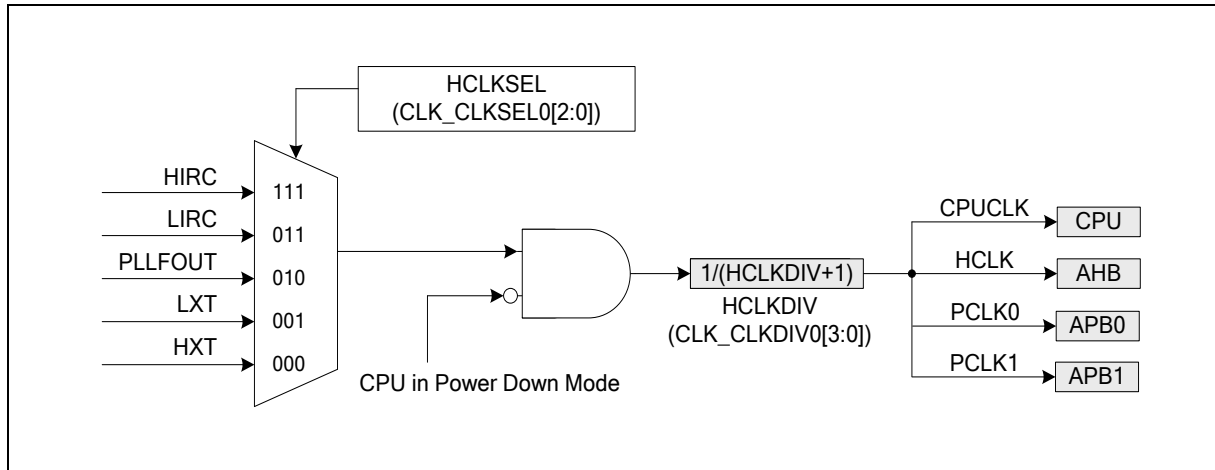 HCLKSEL
(CLK_CLKSEL0[2:0])
HIRC
111
LIRC
011
PLLFOUT
010
LXT
001
HXT
000
CPU in Power Down Mode
1/(HCLKDIV+1)
HCLKDIV
(CLK_CLKDIV0[3:0])
CPUCLK
CPU
HCLK
AHB
PCLK0
APB0
PCLK1
APB1